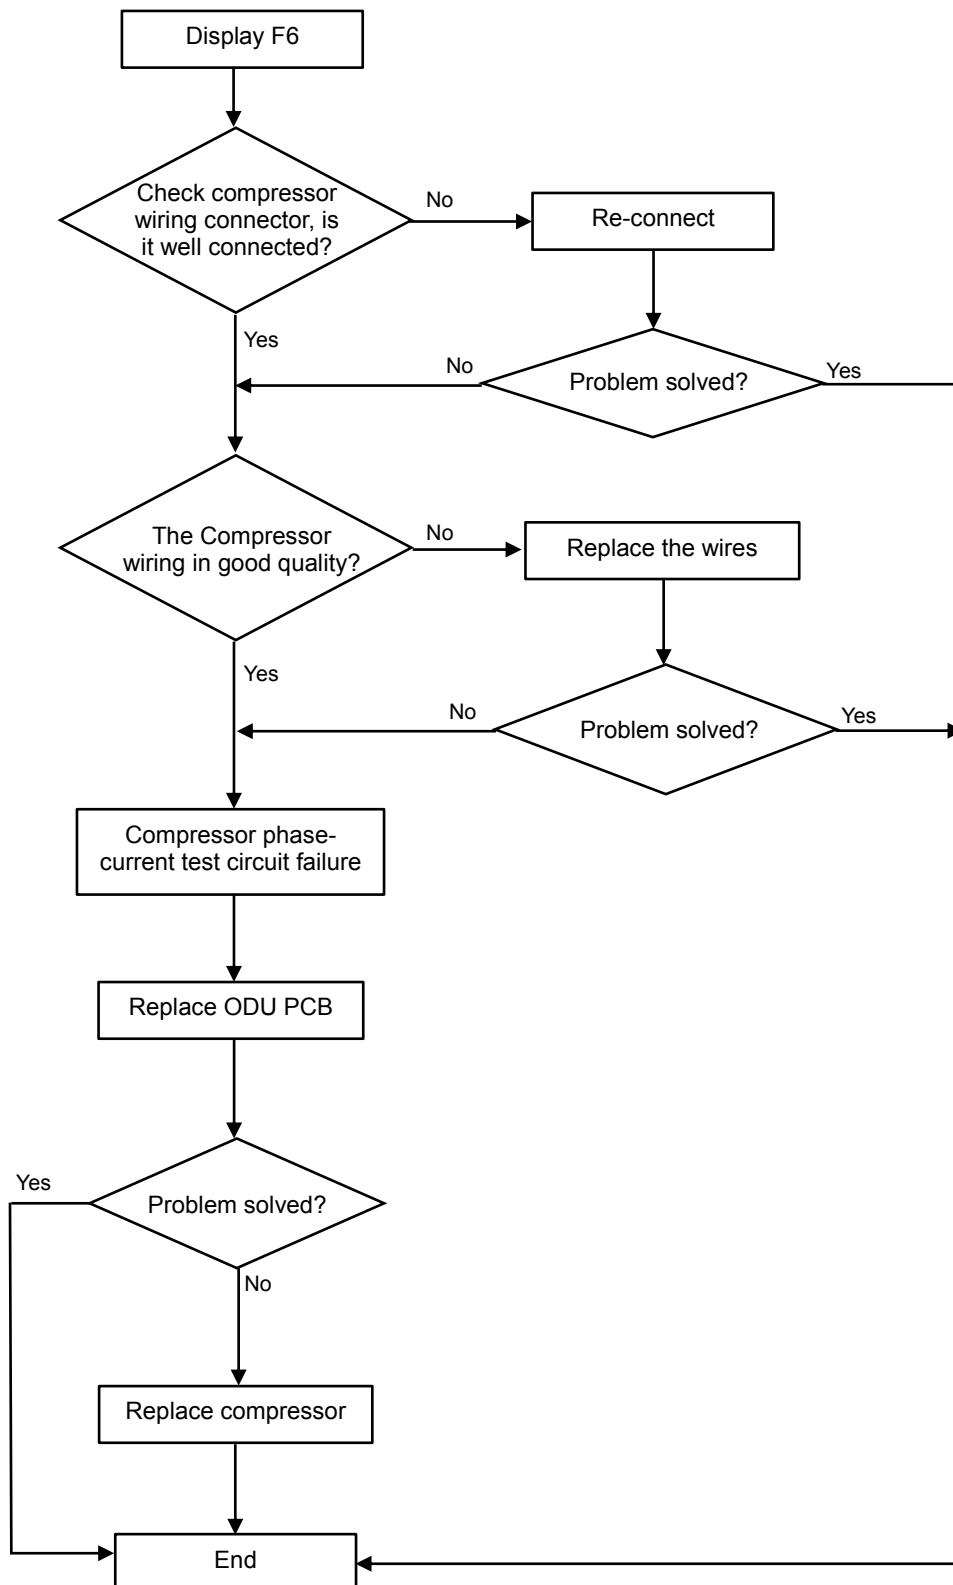 Display F6
Check compressor
wiring connector, is
it well connected?
No
Re-connect
Yes
No
Problem solved?
Yes
The Compressor
wiring in good quality?
No
Replace the wires
Yes
No
Problem solved?
Yes
Compressor phase-
current test circuit failure
Replace ODU PCB
Yes
Problem solved?
No
Replace compressor
End